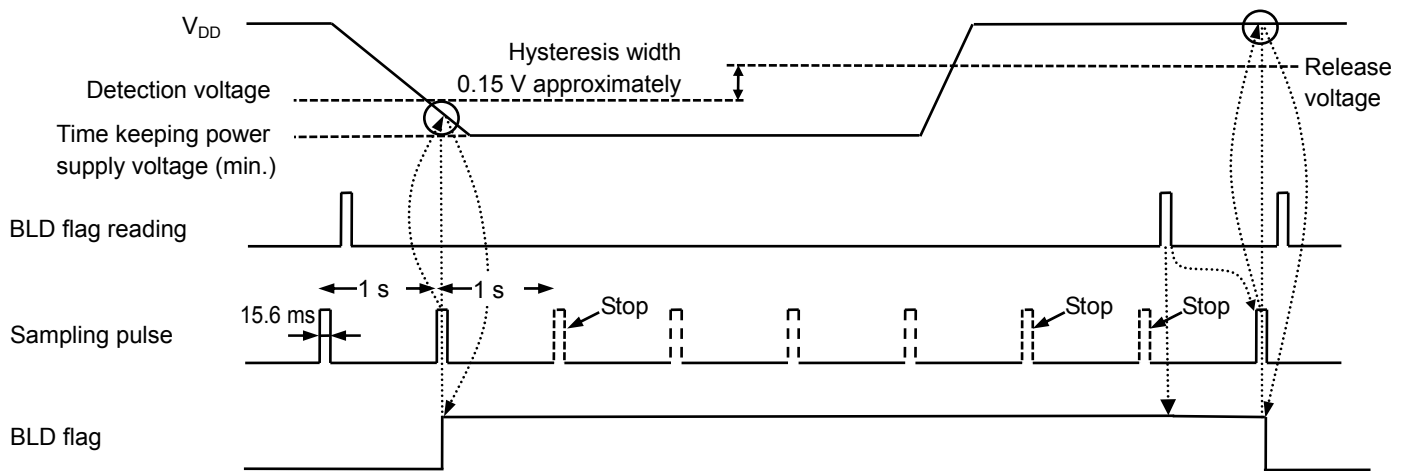 VDD
Hysteresis width
0.15 V approximately
Detection voltage
Release
voltage
Time keeping power
supply voltage (min.)
BLD flag reading
1 s
1 s
15.6 ms
Stop
Stop
Stop
Sampling pulse
BLD flag